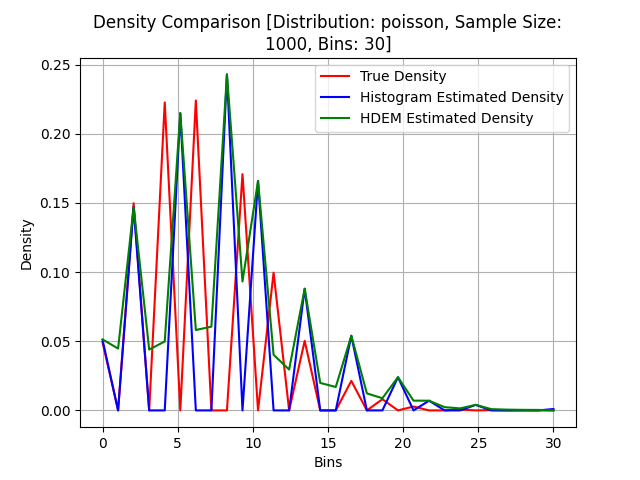 Density Comparison [Distribution: poisson, Sample Size:
1000, Bins: 30]
0.25
0.20
0.15
0.10
0.05
0.00
Density
True Density
Histogram Estimated Density
HDEM Estimated Density
0
5
10
15
20
25
30
Bins